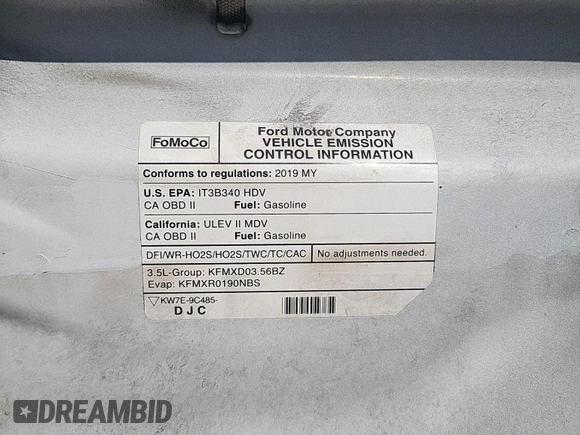 FoMoCo
Ford Motor Company
VEHICLE EMISSION
CONTROL INFORMATION
Conforms to regulations: 2019 MY
U.S. EPA: IT3B340 HDV
CA OBD II Fuel: Gasoline
California: ULEV II MDV
CA OBD II Fuel: Gasoline
DFI/WR-HO2S/HO2S/TWC/TC/CAC No adjustments needed.
3.5L-Group: KFMXD03.56BZ
Evap: KFMXR0190NBS
KW7E-9C485-
D J C
DREAMBID